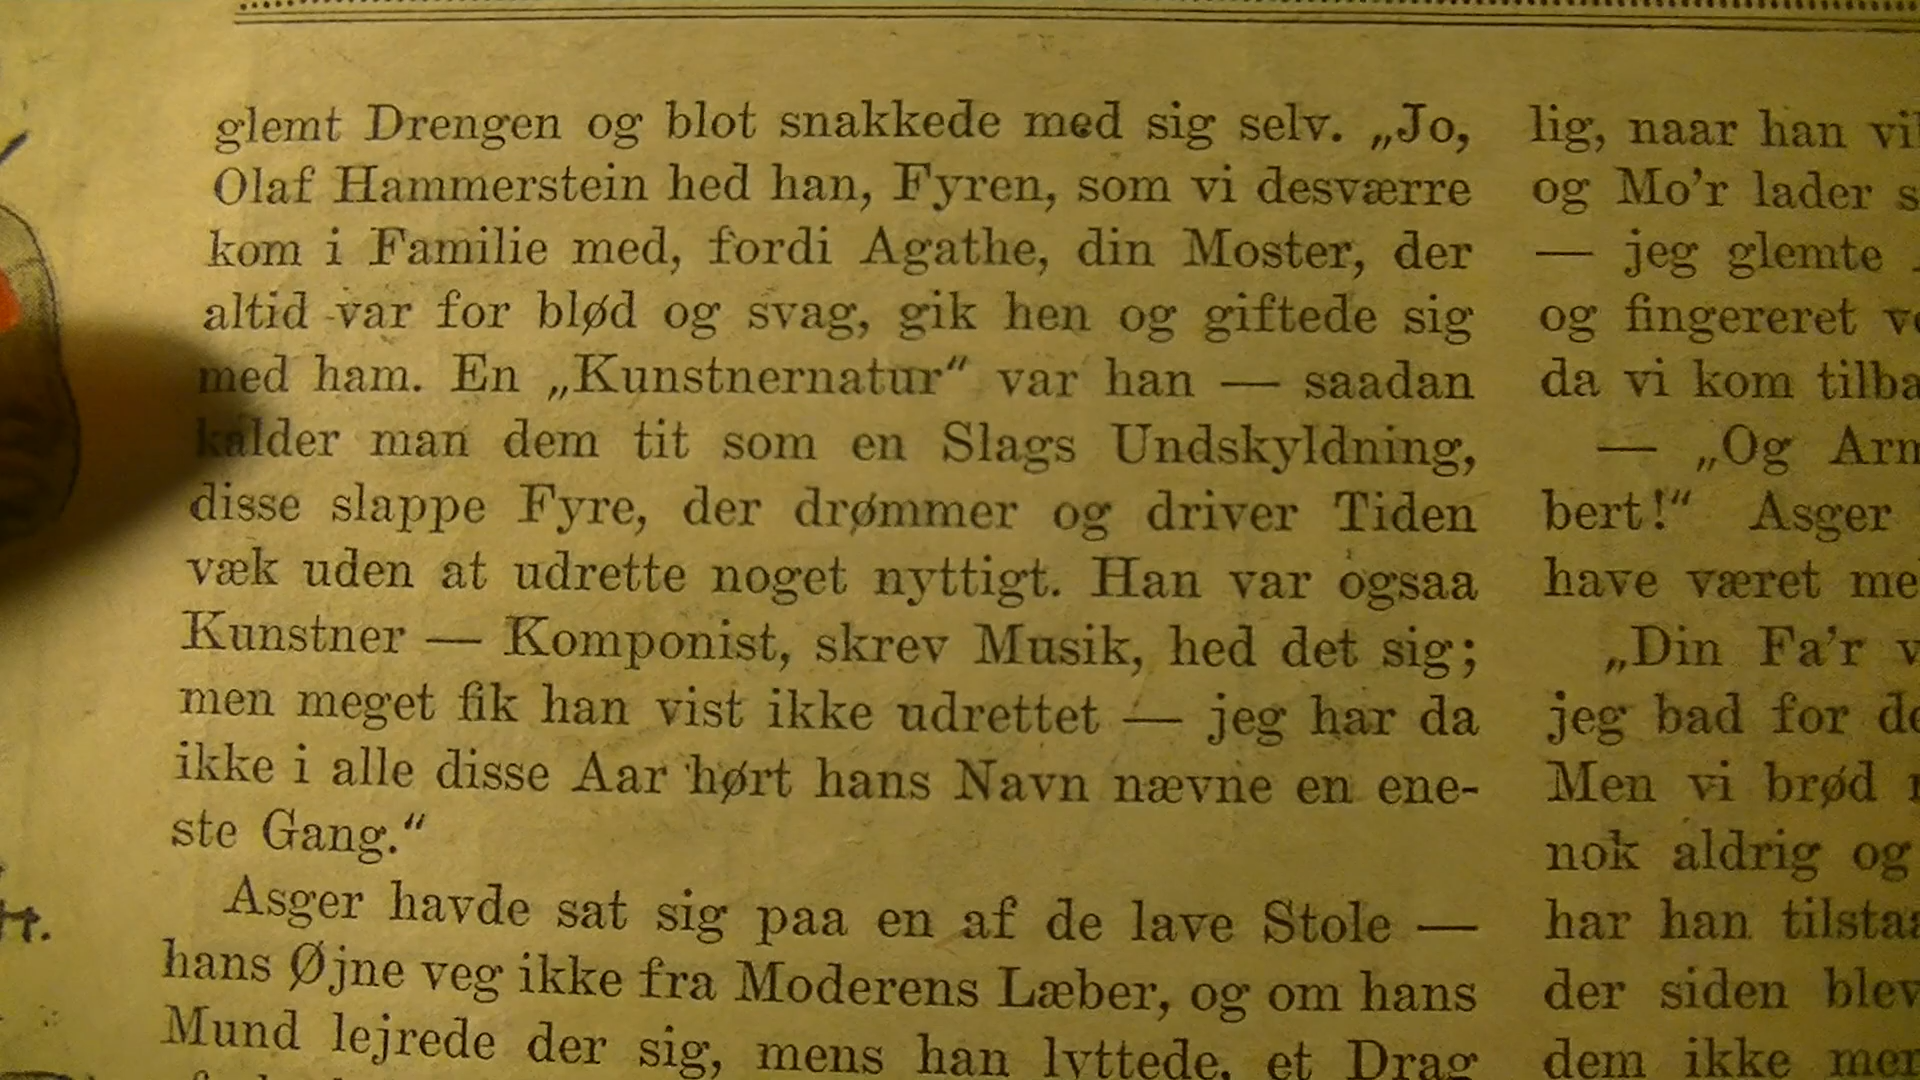 glemt Drengen og blot snakkede med sig selv. „Jo,
Olaf Hammerstein hed han, Fyren, som vi desværre
kom i Familie med, fordi Agathe, din Moster, der
altid var for blød og svag, gik hen og giftede sig
med ham. En „Kunstnernatur“ var han — saadan
kalder man dem tit som en Slags Undskyldning,
disse slappe Fyre, der drømmer og driver Tiden
væk uden at udrette noget nyttigt. Han var ogsaa
Kunstner — Komponist, skrev Musik, hed det sig;
men meget fik han vist ikke udrettet — jeg har da
ikke i alle disse Aar hørt hans Navn nævne en ene-
ste Gang.“
Asger havde sat sig paa en af de lave Stole —
hans Øjne veg ikke fra Moderens Læber, og om hans
Mund lejrede der sig, mens han lyttede, et Drag
lig, naar han
og Mo’r lader
— jeg glemte
og fingereret
da vi kom
— „Og
bert!“ Asger
have været
„Din Fa’r
jeg bad for
Men vi brød
nok aldrig og
har han
der siden blev
dem ikke